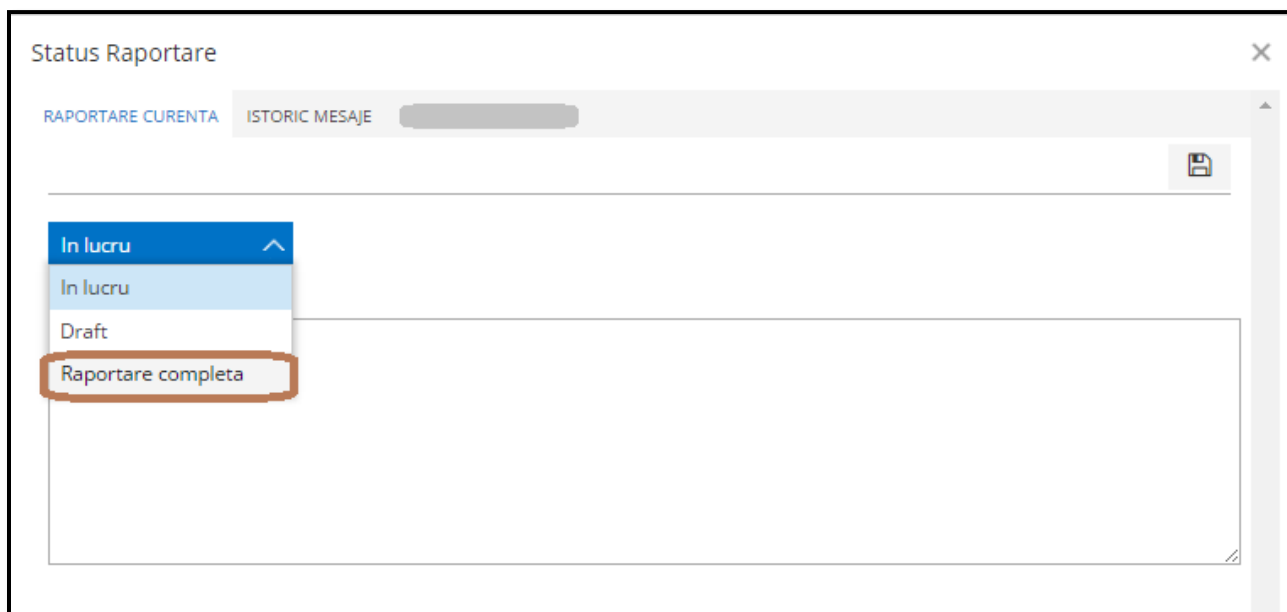 Status Raportare
RAPORTARE CURENTA ISTORIC MESAJE
In lucru
In lucru
Draft
Raportare completa